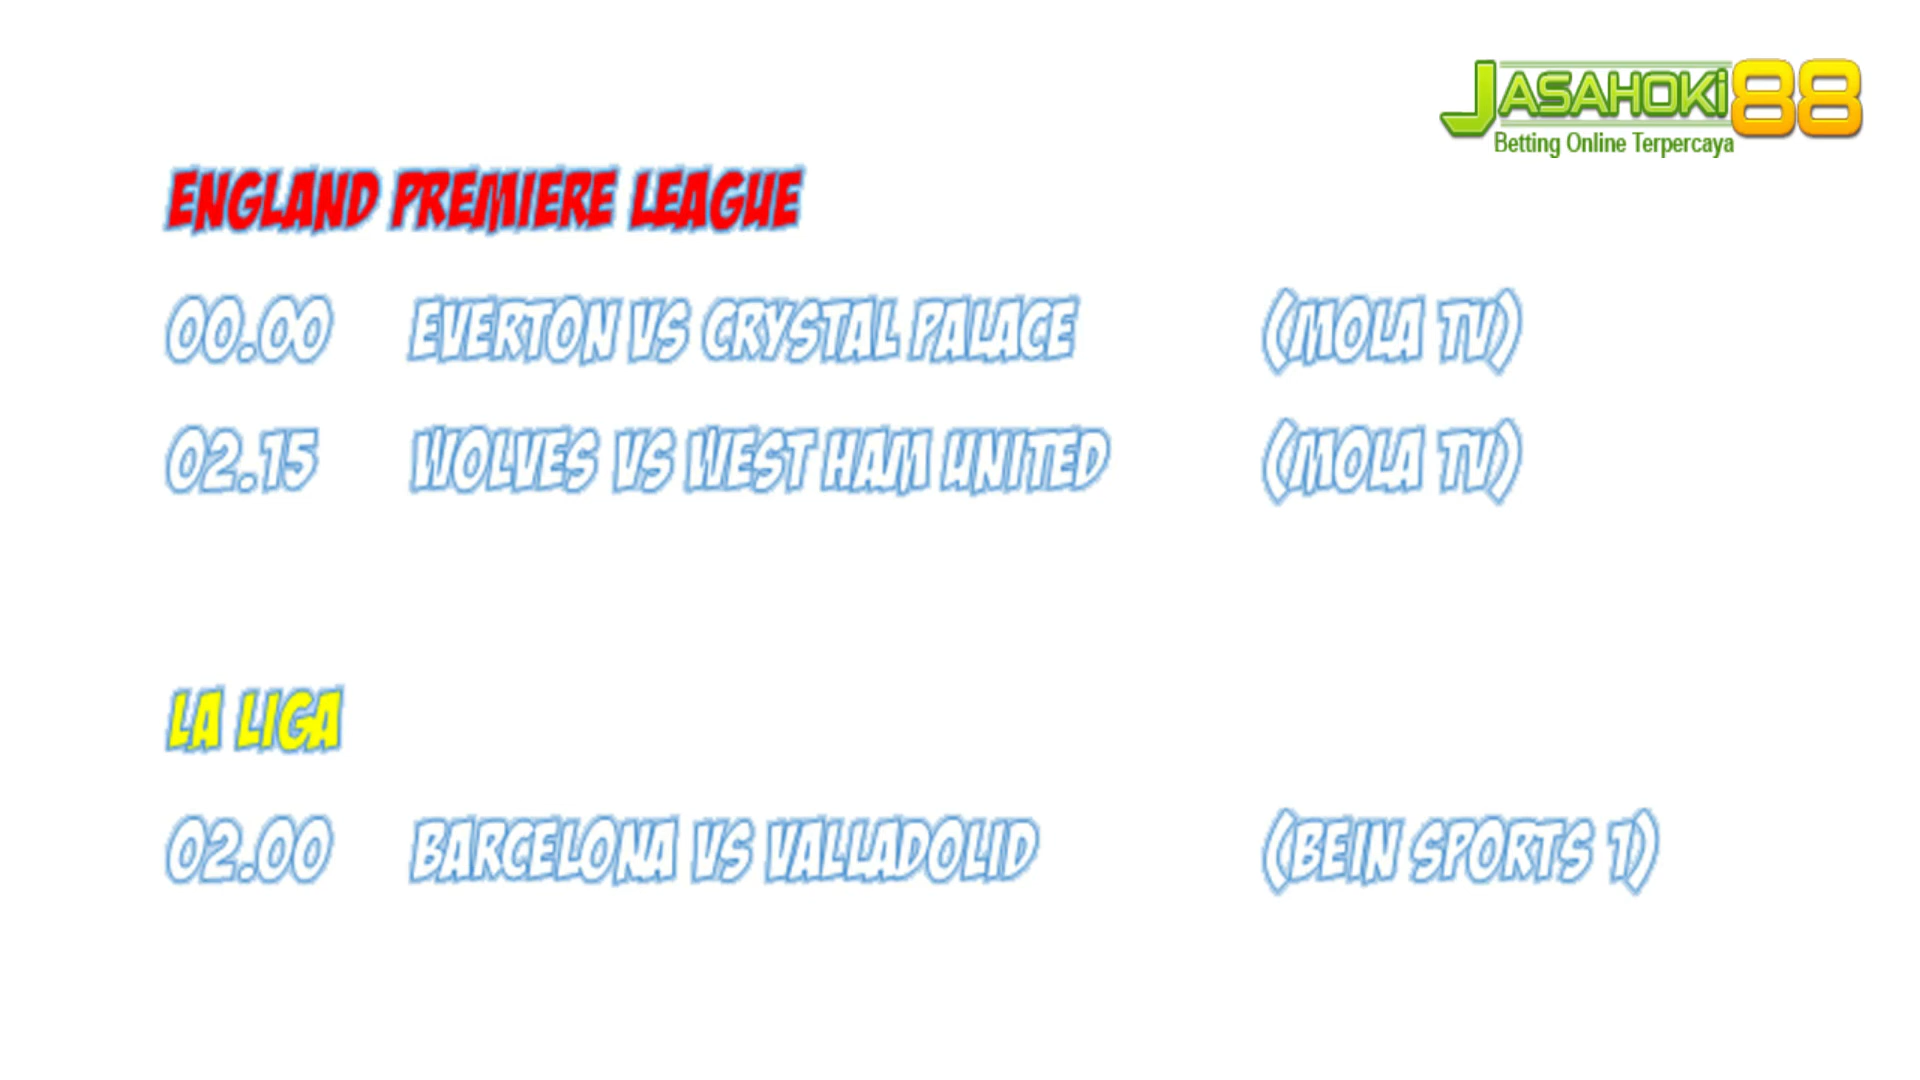 JASAHOKi88
Betting Online Terpercaya
ENGLAND PREMIERE LEAGUE
00.00 EVERTON VS CRYSTAL PALACE (MOLA TV)
02.15 WOLVES VS WEST HAM UNITED (MOLA TV)
LA LIGA
02.00 BARCELONA VS VALLADOLID (BEIN SPORTS 1)